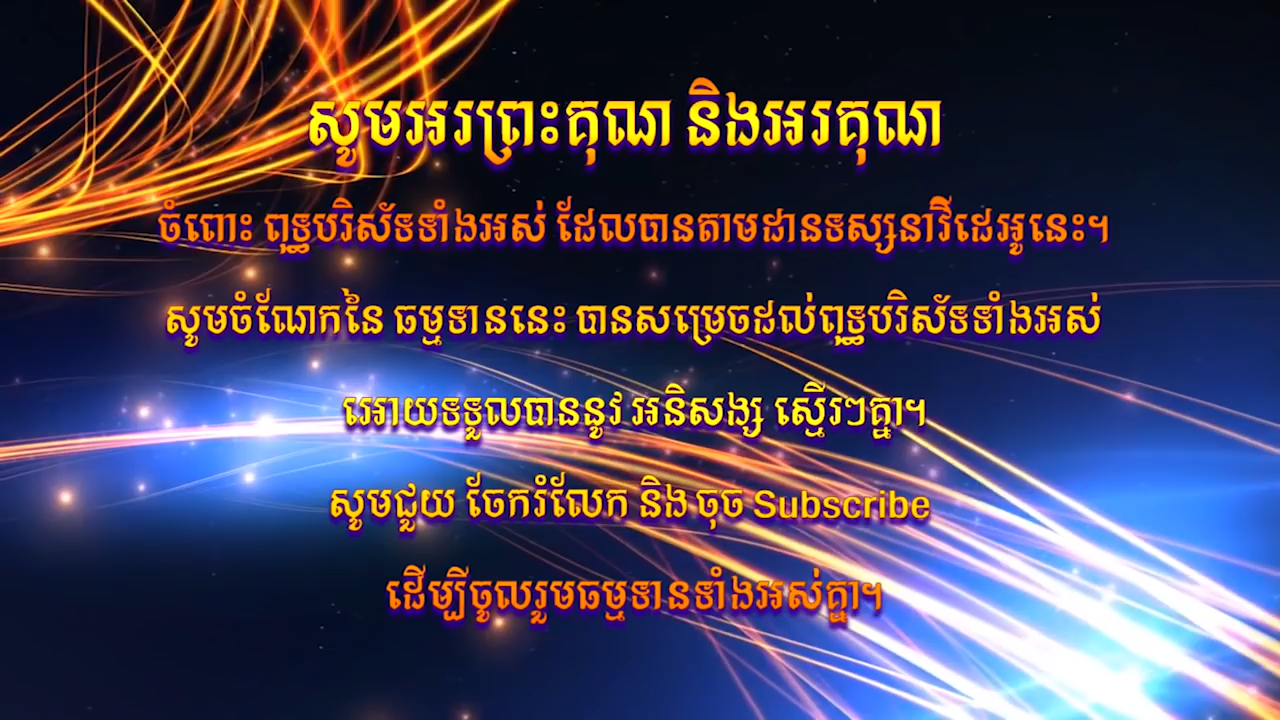 សូមអរព្រះគុណ និងអរគុណ
ចំពោះ ពុទ្ធបរិស័ទទាំងអស់ ដែលបានតាមដានទស្សនាវីដេអូនេះ។
សូមចំណែកនៃ ធម្មទាននេះ បានសម្រេចដល់ពុទ្ធបរិស័ទទាំងអស់
អោយទទួលបាននូវ អនិសង្ស ស្មើរៗគ្នា។
សូមជួយ ចែករំលែក និង ចុច Subscribe
ដើម្បីចូលរួមធម្មទានទាំងអស់គ្នា។